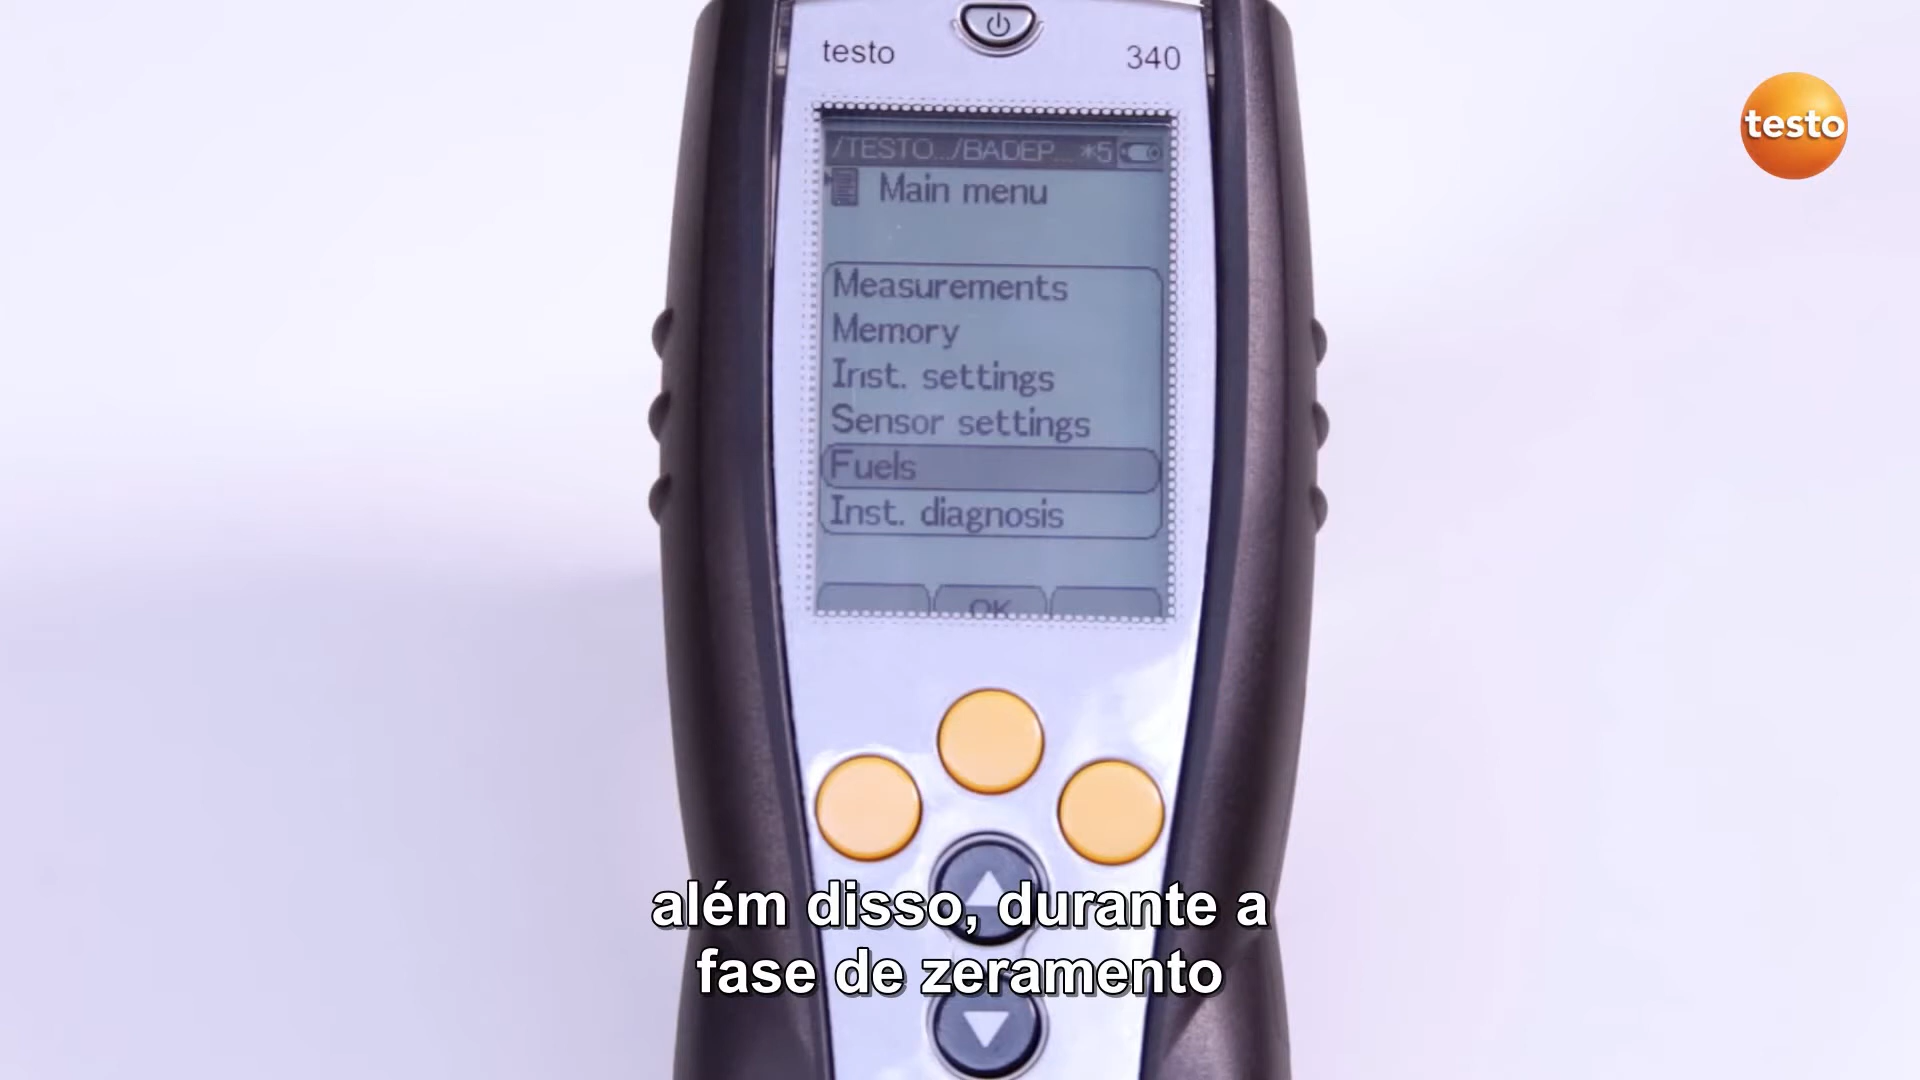 testo 340
testo
/TESTO../BADEP... *5
Main menu
Measurements
Memory
Inst. settings
Sensor settings
Fuels
Inst. diagnosis
OK
além disso, durante a
fase de zeramento